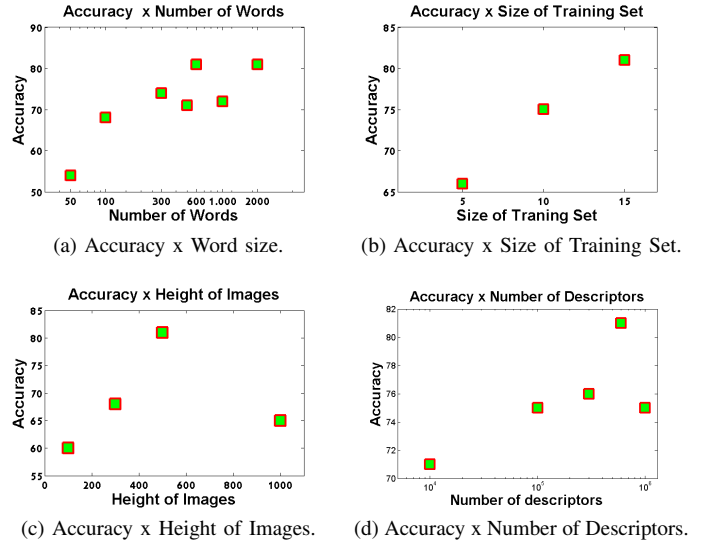 Accuracy x Number of Words
90
80
70
60
50
Accuracy
50 100 300 600 1.000 2000
Number of Words
(a) Accuracy x Word size.
Accuracy x Size of Training Set
85
80
75
70
65
Accuracy
5 10 15
Size of Traning Set
(b) Accuracy x Size of Training Set.
Accuracy x Height of Images
85
80
75
70
65
60
55
Accuracy
0 200 400 600 800 1000
Height of Images
(c) Accuracy x Height of Images.
Accuracy x Number of Descriptors
82
80
78
76
74
72
70
Accuracy
10⁴ 10⁵ 10⁶
Number of descriptors
(d) Accuracy x Number of Descriptors.